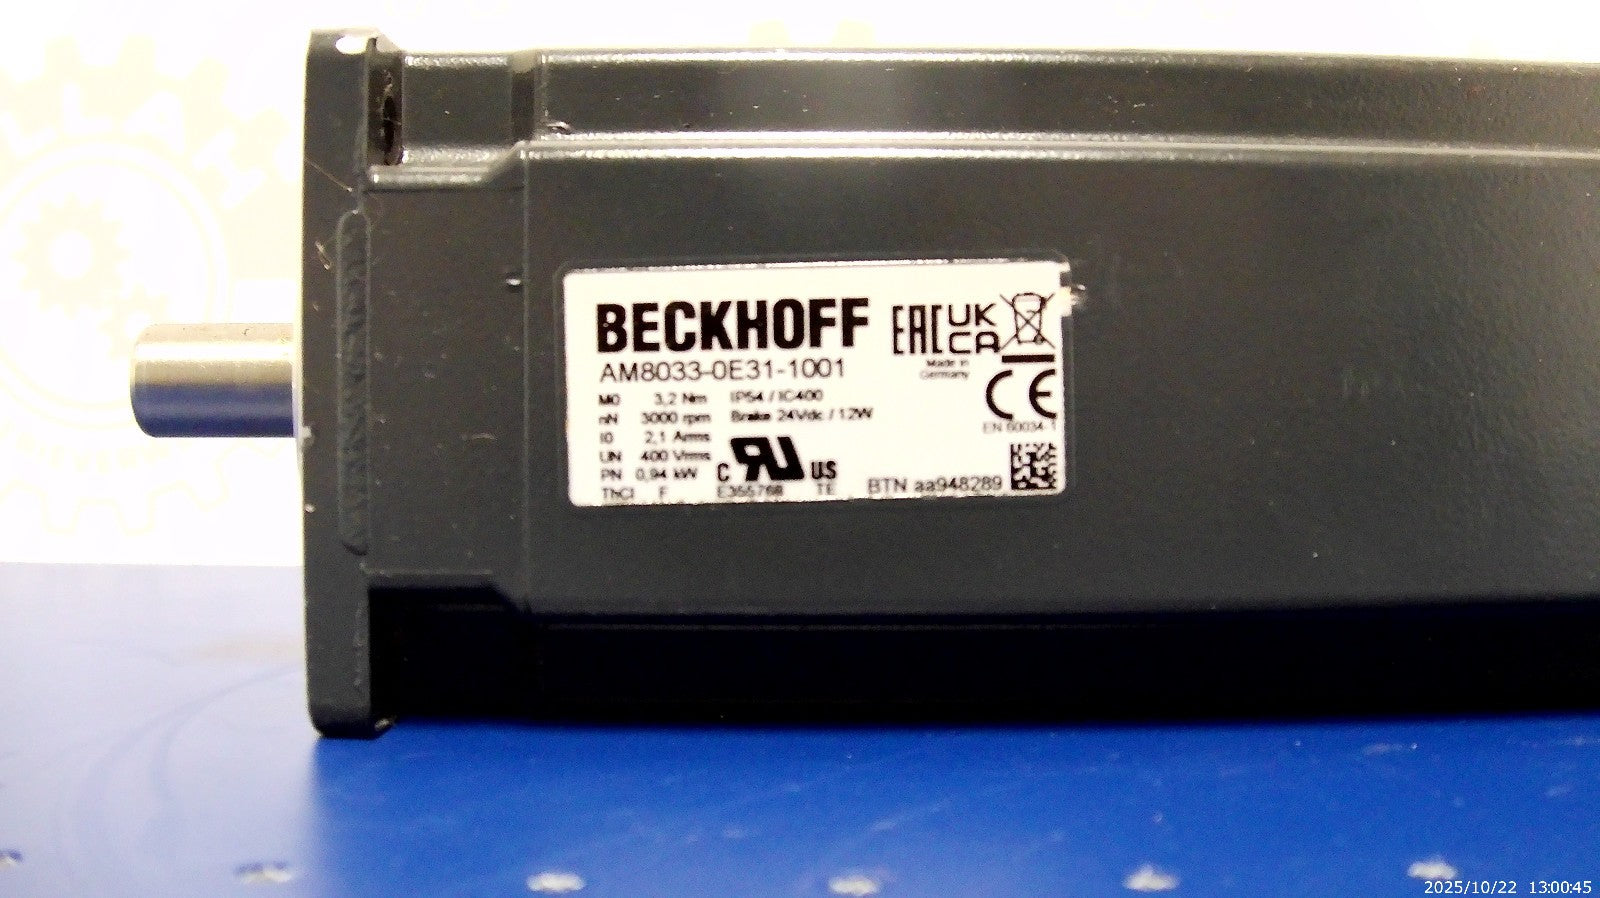 BECKHOFF
EAC UK CA
AM8033-0E31-1001
Made in
Germany
M0 3,2 Nm IP54 / IC400
nN 3000 rpm Brake 24Vdc / 12W
I0 2,1 Arms
UN 400 Vrms
PN 0,94 kW
ThCl F
CE
EN 60034-1
C RU US
E355768 TE
BTN aa948289
2025/10/22 13:00:45